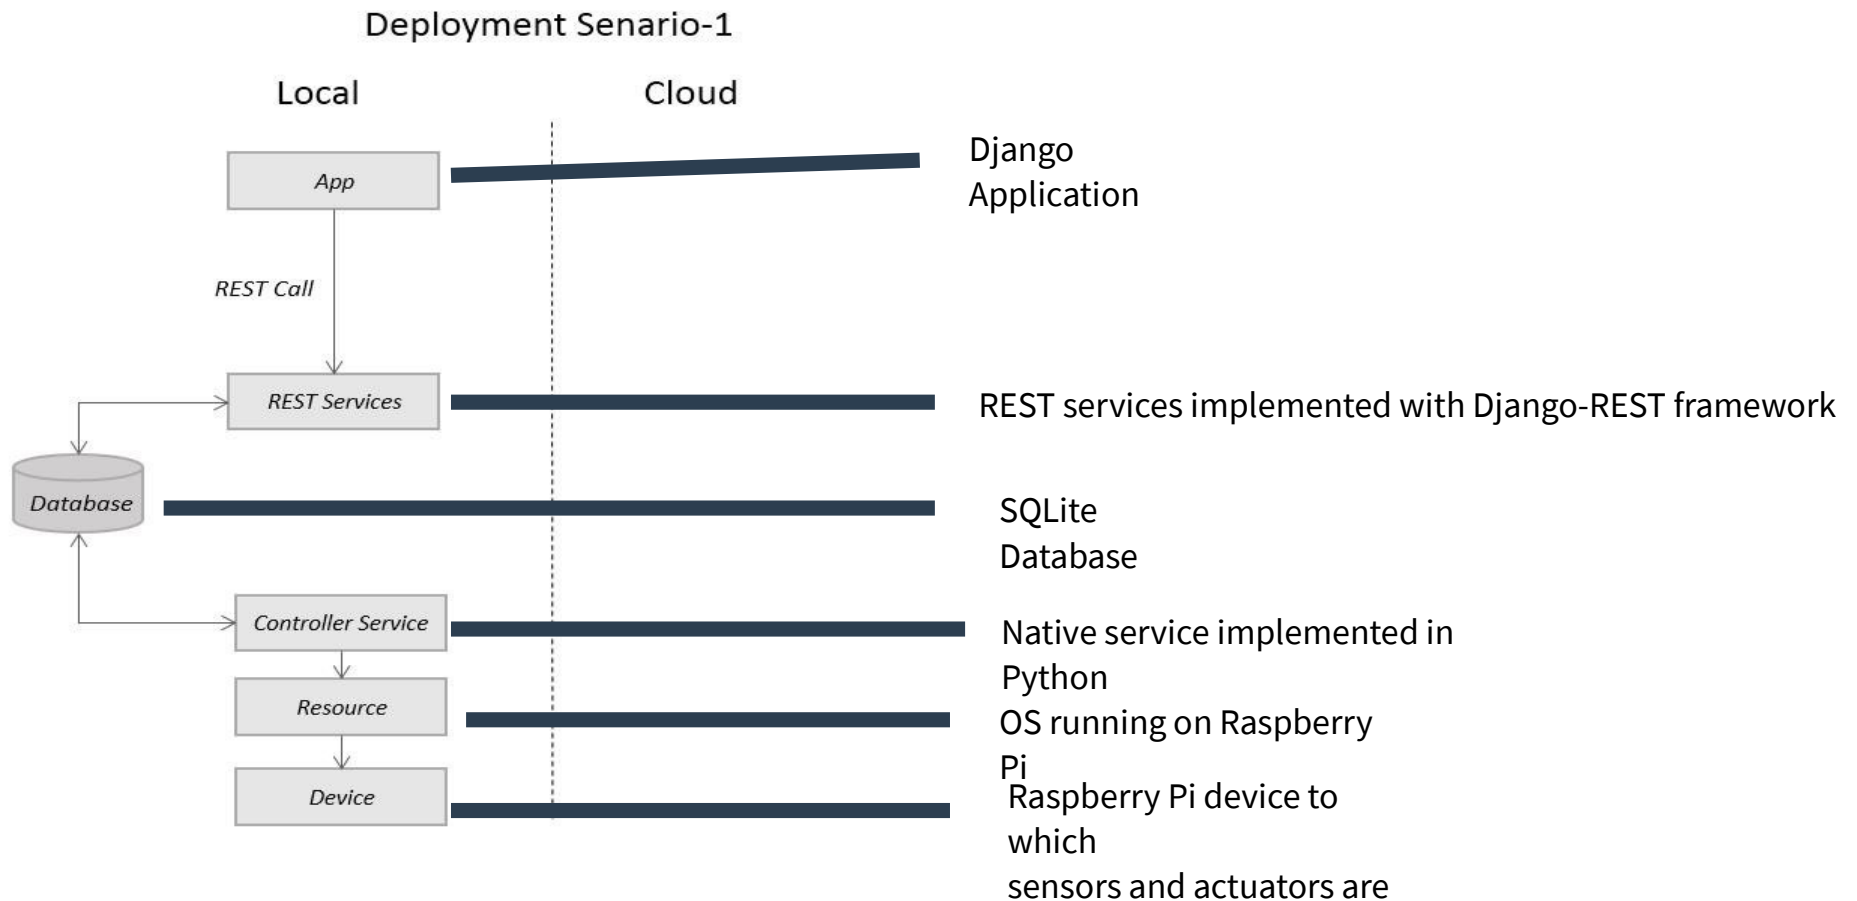 Deployment Senario-1
Local
Cloud
App
Django
Application
REST Call
REST Services
REST services implemented with Django-REST framework
Database
SQLite
Database
Controller Service
Native service implemented in
Python
Resource
OS running on Raspberry
Pi
Device
Raspberry Pi device to
which
sensors and actuators are